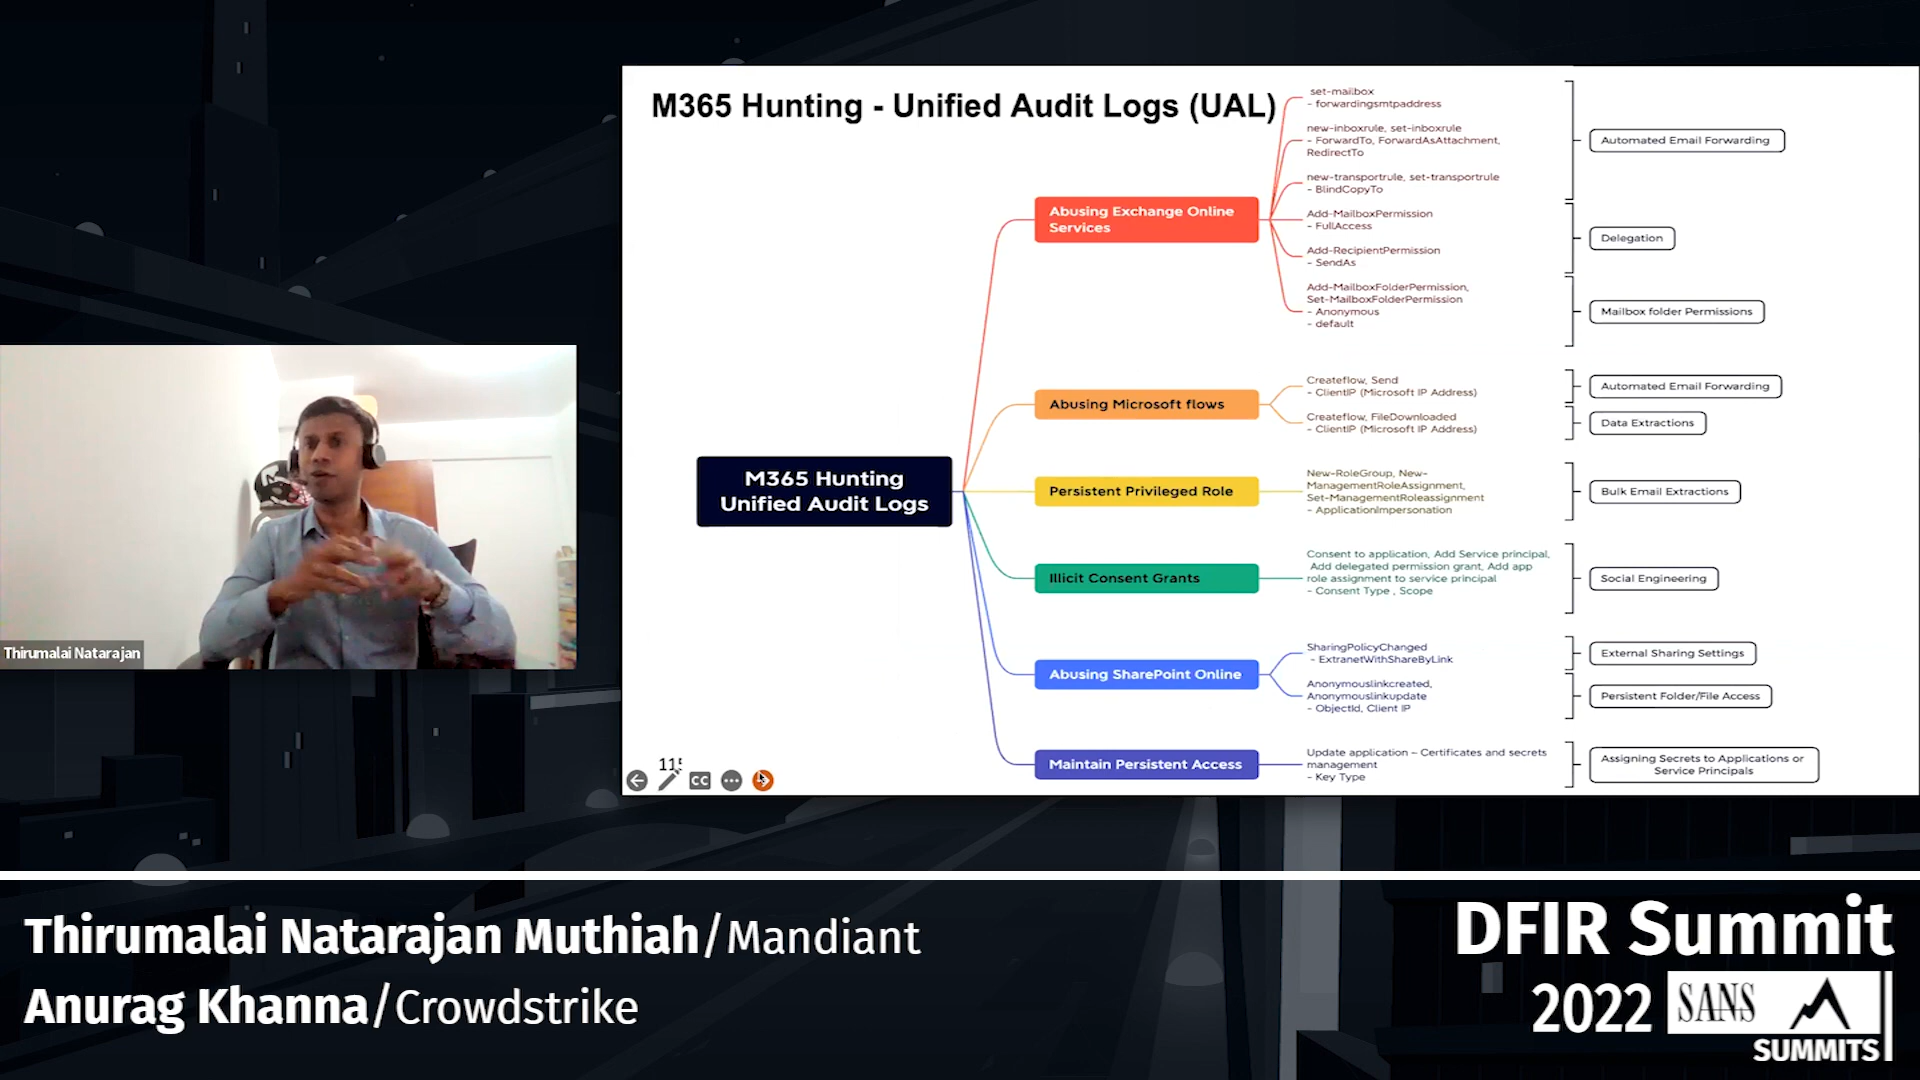 M365 Hunting - Unified Audit Logs (UAL)
set-mailbox
- forwardingsmtpaddress
new-inboxrule, set-inboxrule
- ForwardTo, ForwardAsAttachment,
RedirectTo
new-transportrule, set-transportrule
- BlindCopyTo
Automated Email Forwarding
Abusing Exchange Online
Services
Add-MailboxPermission
- FullAccess
Add-RecipientPermission
- SendAs
Delegation
Add-MailboxFolderPermission,
Set-MailboxFolderPermission
- Anonymous
- default
Mailbox folder Permissions
Abusing Microsoft flows
Createflow, Send
- ClientIP (Microsoft IP Address)
Automated Email Forwarding
Createflow, FileDownloaded
- ClientIP (Microsoft IP Address)
Data Extractions
M365 Hunting
Unified Audit Logs
Persistent Privileged Role
New-RoleGroup, New-
ManagementRoleAssignment,
Set-ManagementRoleassignment
- ApplicationImpersonation
Bulk Email Extractions
Illicit Consent Grants
Consent to application, Add Service principal,
Add delegated permission grant, Add app
role assignment to service principal
- Consent Type , Scope
Social Engineering
Abusing SharePoint Online
SharingPolicyChanged
- ExtranetWithShareByLink
External Sharing Settings
Anonymouslinkcreated,
Anonymouslinkupdate
- ObjectId, Client IP
Persistent Folder/File Access
Maintain Persistent Access
Update application – Certificates and secrets
management
- Key Type
Assigning Secrets to Applications or
Service Principals
CC
Thirumalai Natarajan
Thirumalai Natarajan Muthiah/Mandiant
Anurag Khanna/Crowdstrike
DFIR Summit
2022 SANS
SUMMITS